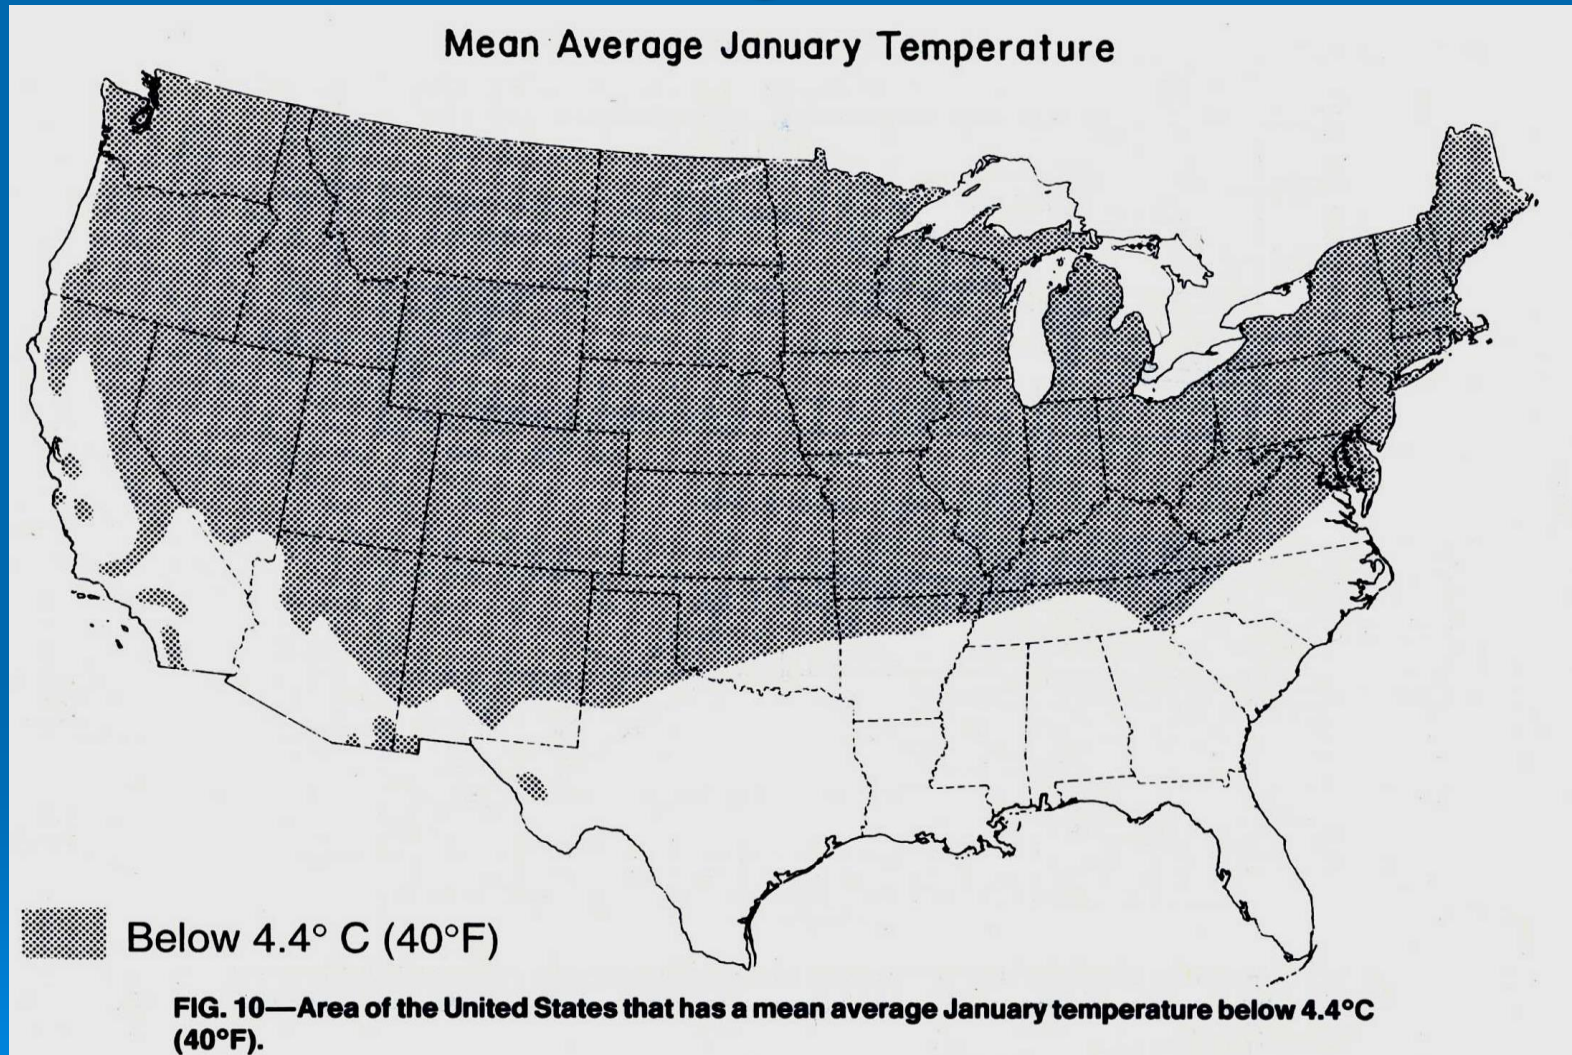 Mean Average January Temperature
Below 4.4° C (40°F)
FIG. 10—Area of the United States that has a mean average January temperature below 4.4°C
(40°F).